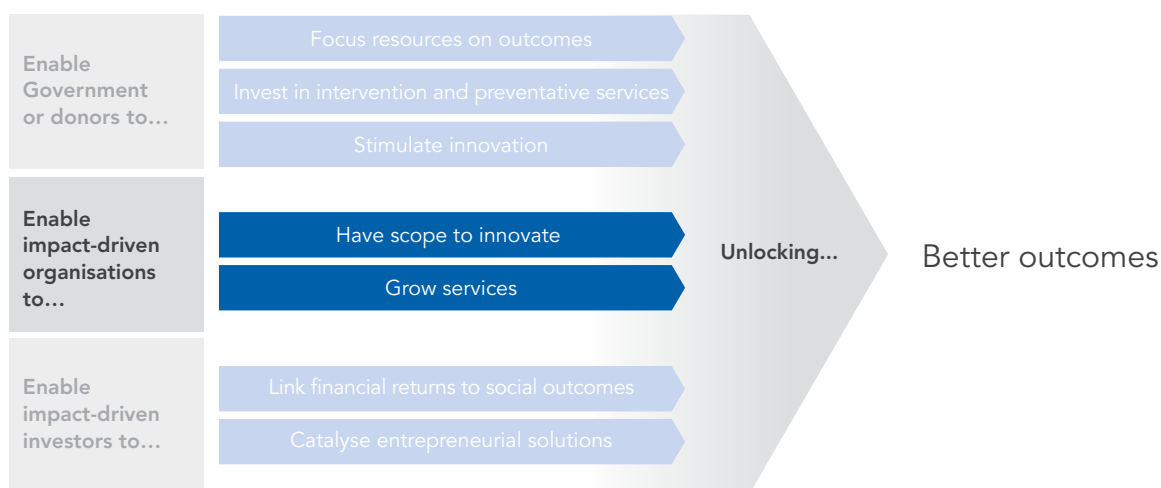 Enable
Government
or donors to…
Focus resources on outcomes
Invest in intervention and preventative services
Stimulate innovation
Enable
impact-driven
organisations
to…
Have scope to innovate
Grow services
Enable
impact-driven
investors to…
Link financial returns to social outcomes
Catalyse entrepreneurial solutions
Unlocking...
Better outcomes